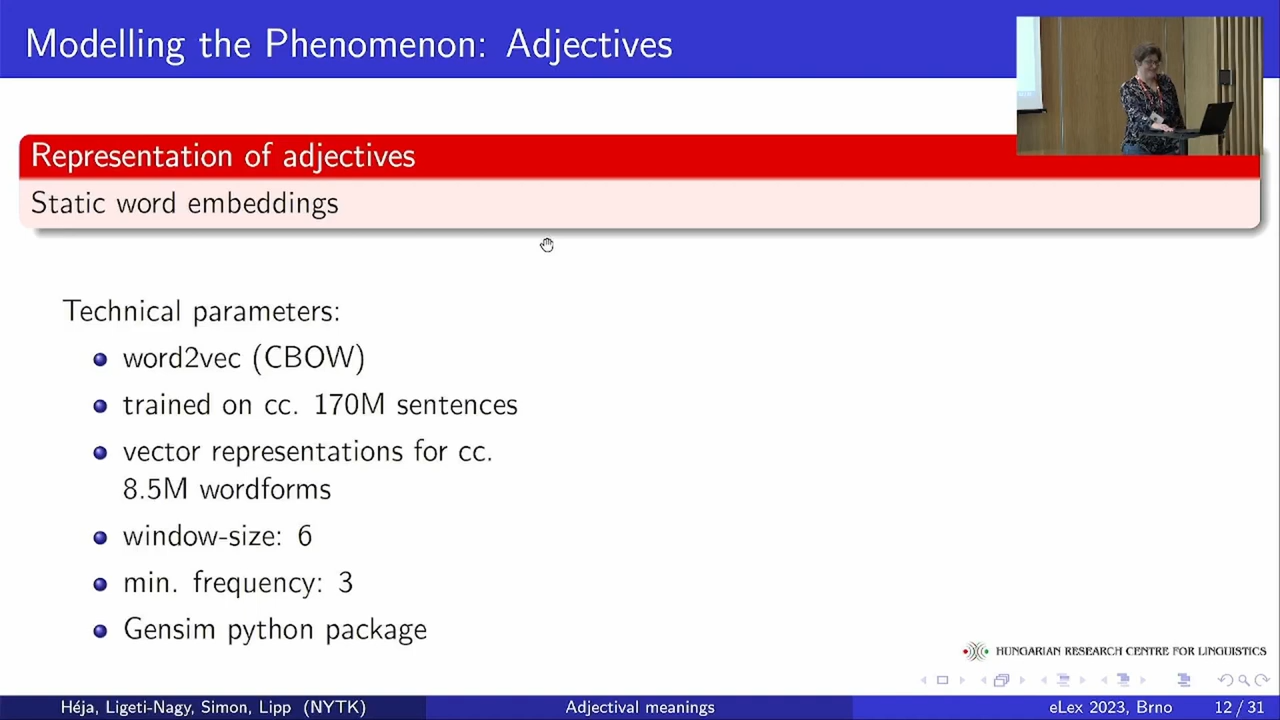 Modelling the Phenomenon: Adjectives
Representation of adjectives
Static word embeddings
Technical parameters:
word2vec (CBOW)
trained on cc. 170M sentences
vector representations for cc.
8.5M wordforms
window-size: 6
min. frequency: 3
Gensim python package
HUNGARIAN RESEARCH CENTRE FOR LINGUISTICS
Héja, Ligeti-Nagy, Simon, Lipp (NYTK) Adjectival meanings eLex 2023, Brno 12 / 31